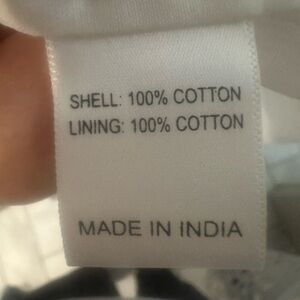 SHELL: 100% COTTON
LINING: 100% COTTON
MADE IN INDIA